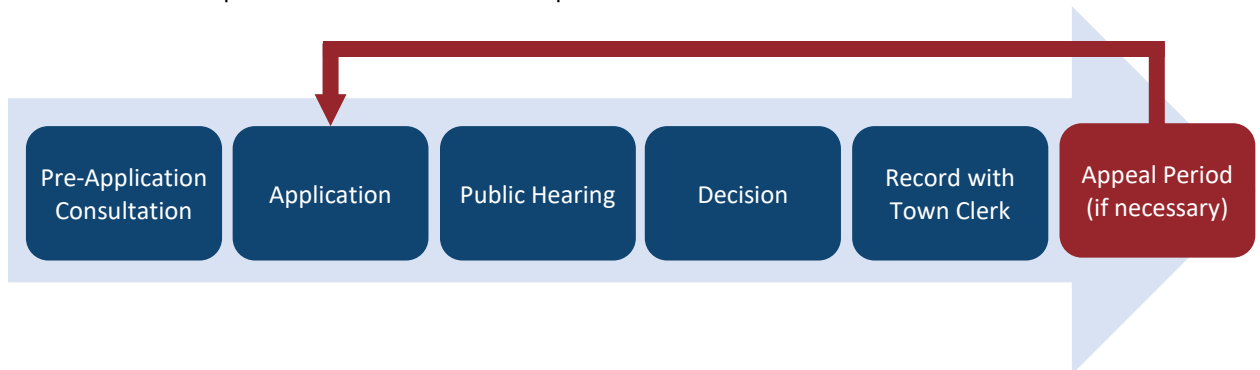 Pre-Application
Consultation
Application
Public Hearing
Decision
Record with
Town Clerk
Appeal Period
(if necessary)